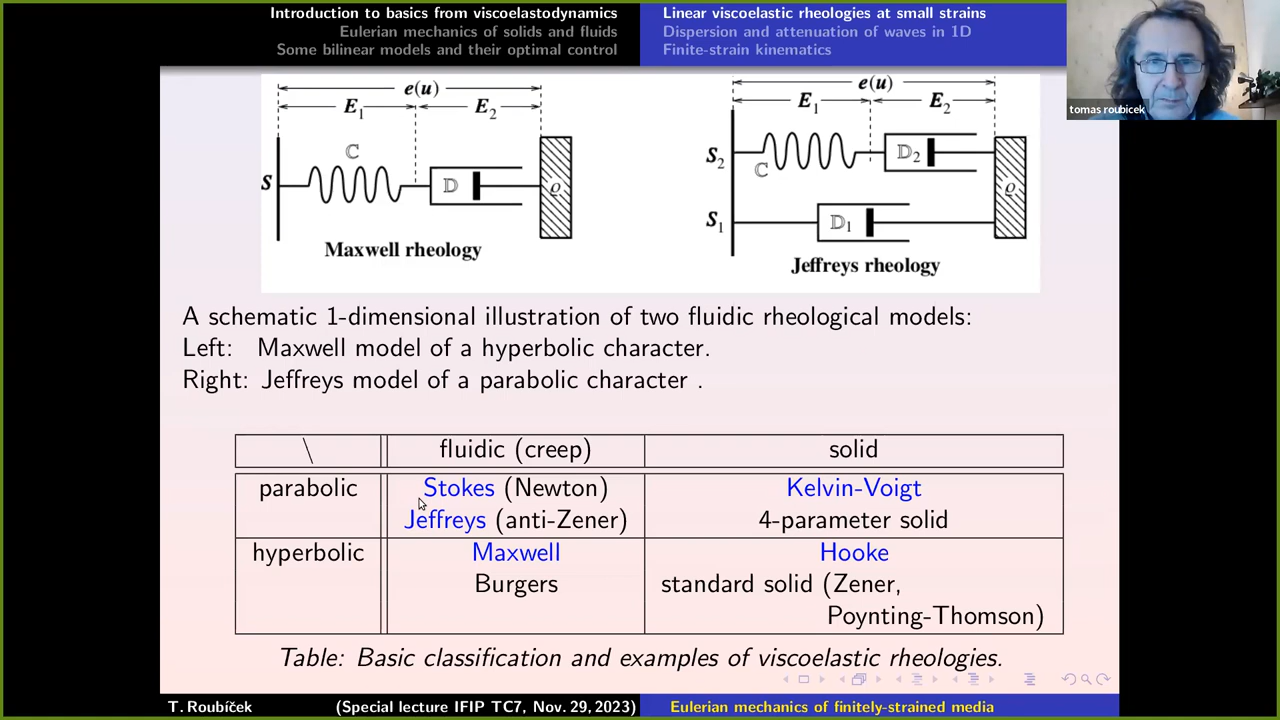 Introduction to basics from viscoelastodynamics
Eulerian mechanics of solids and fluids
Some bilinear models and their optimal control
Linear viscoelastic rheologies at small strains
Dispersion and attenuation of waves in 1D
Finite-strain kinematics
tomas roubicek
e(u)
E₁ E₂
ℂ
S
𝔻
ϱ
Maxwell rheology
e(u)
E₁ E₂
S₂
ℂ
𝔻₂
ϱ
S₁
𝔻₁
Jeffreys rheology
A schematic 1-dimensional illustration of two fluidic rheological models:
Left: Maxwell model of a hyperbolic character.
Right: Jeffreys model of a parabolic character .
\ fluidic (creep) solid
parabolic Stokes (Newton) Kelvin-Voigt
Jeffreys (anti-Zener) 4-parameter solid
hyperbolic Maxwell Hooke
Burgers standard solid (Zener,
Poynting-Thomson)
Table: Basic classification and examples of viscoelastic rheologies.
T. Roubíček (Special lecture IFIP TC7, Nov. 29, 2023) Eulerian mechanics of finitely-strained media